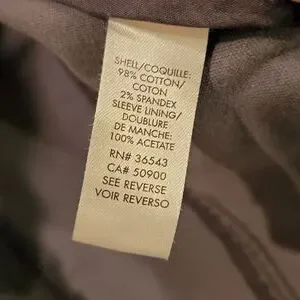 SHELL/COQUILLE:
98% COTTON/
COTON
2% SPANDEX
SLEEVE LINING/
DOUBLURE
DE MANCHE:
100% ACETATE
RN# 36543
CA# 50900
SEE REVERSE
VOIR REVERSO